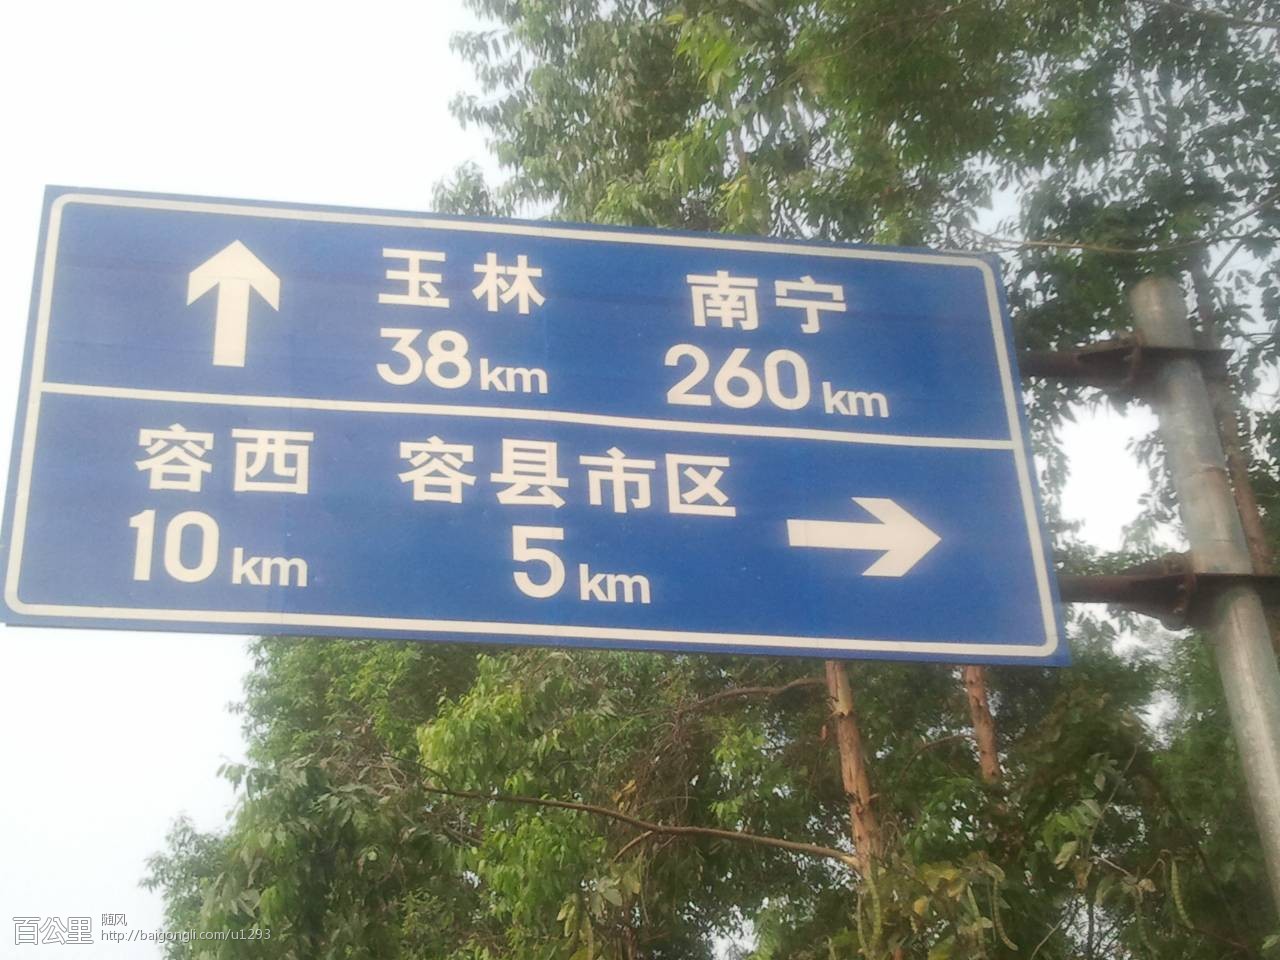 玉林 南宁
38km 260km
容西 容县市区
10km 5km
百公里 随风
http://baigongli.com/u1293